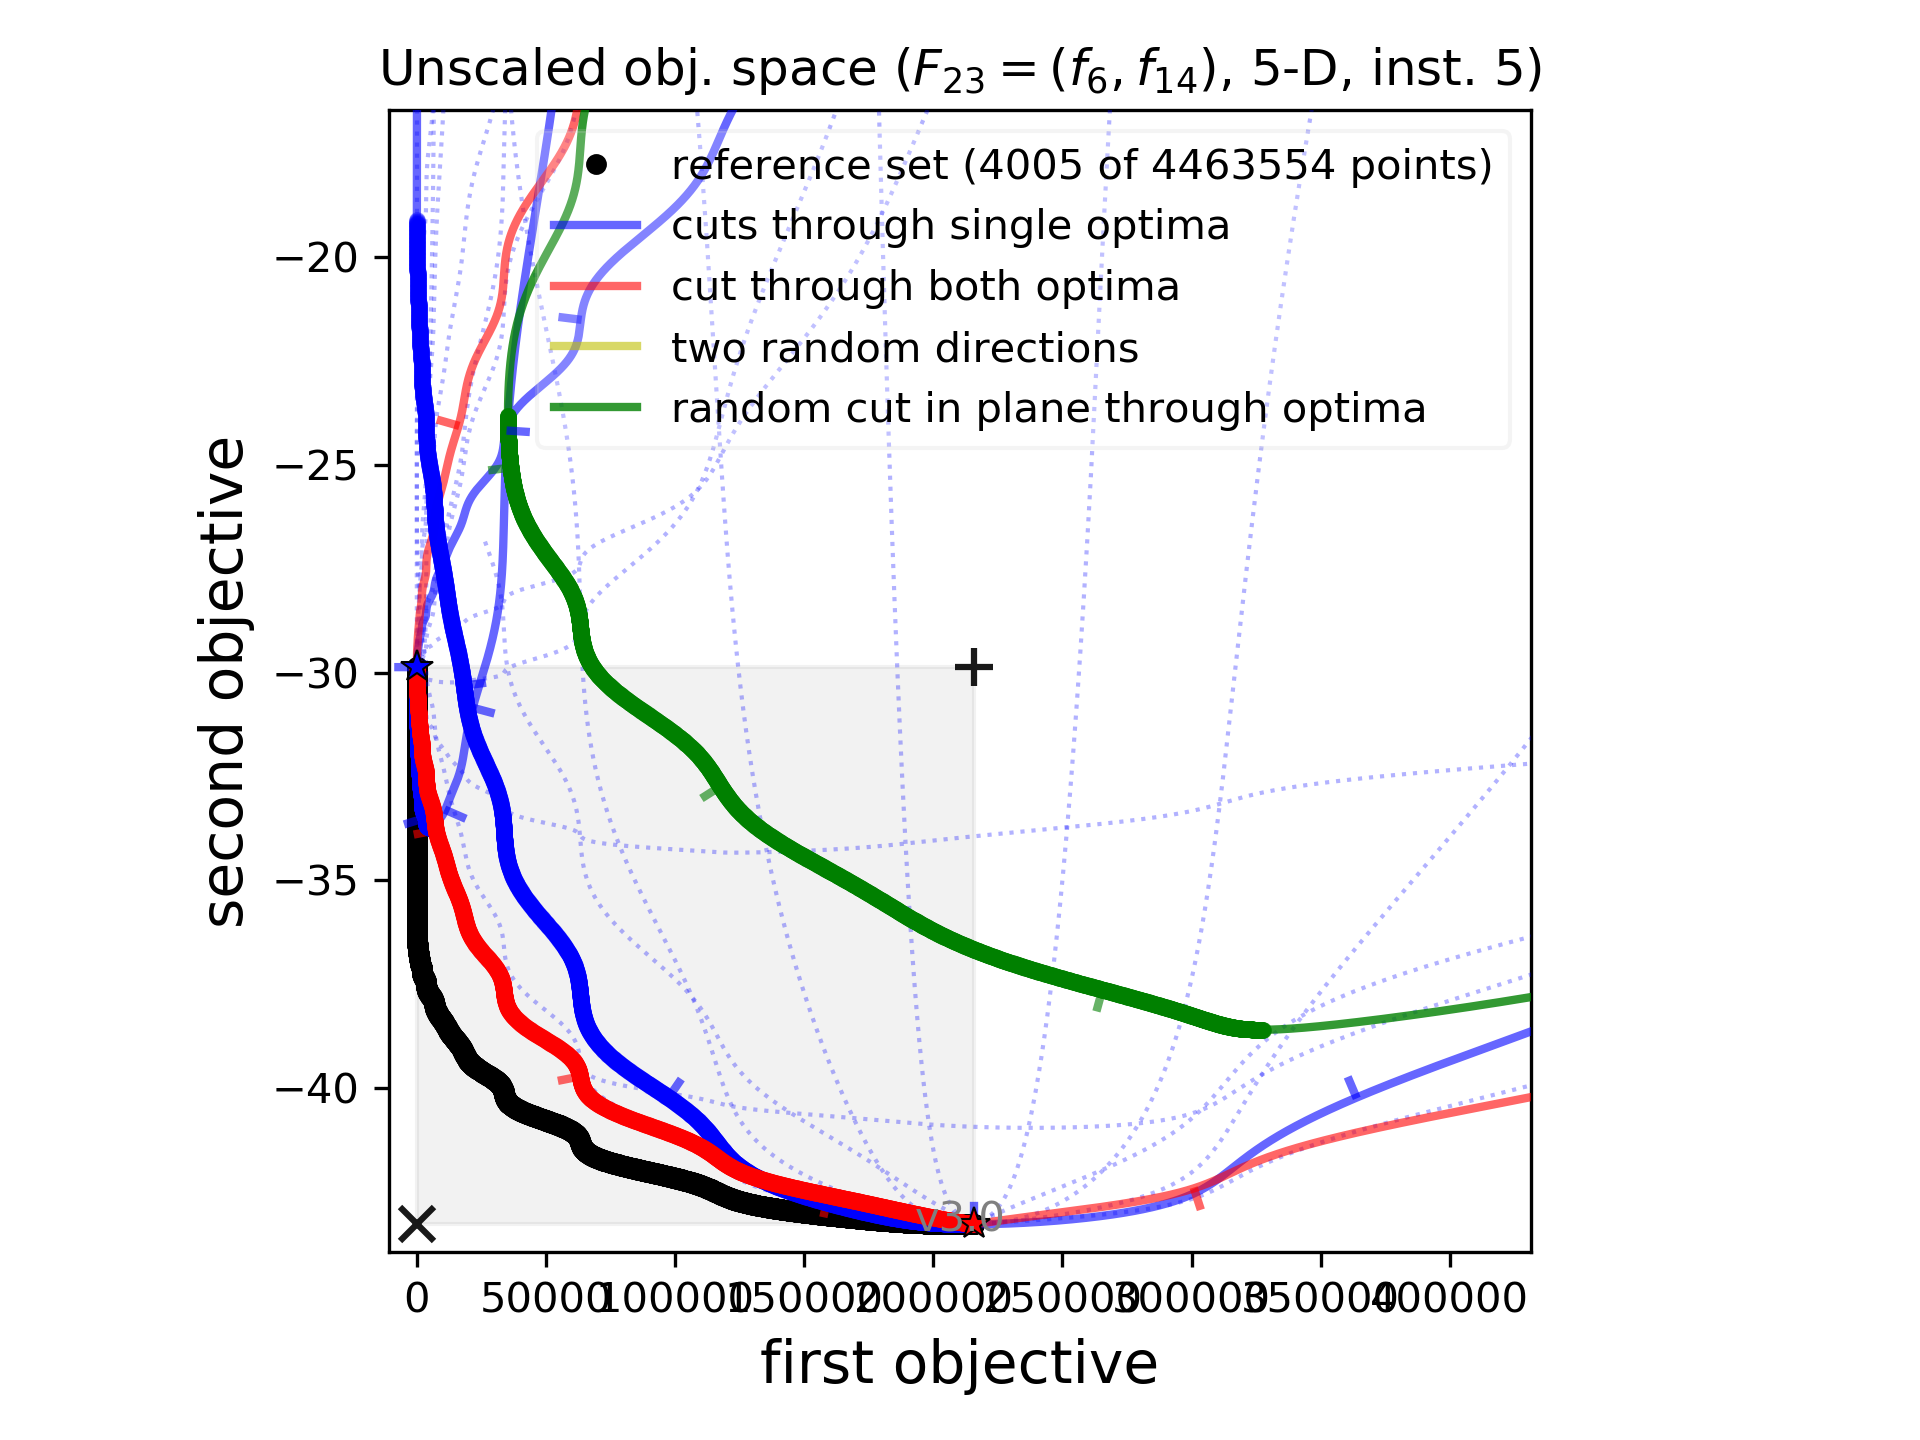 Unscaled obj. space (F23 = (f6, f14), 5-D, inst. 5)
reference set (4005 of 4463554 points)
cuts through single optima
cut through both optima
two random directions
random cut in plane through optima
second objective
−20
−25
−30
−35
−40
v3.0
0 50000 100000 150000 200000 250000 300000 350000 400000
first objective